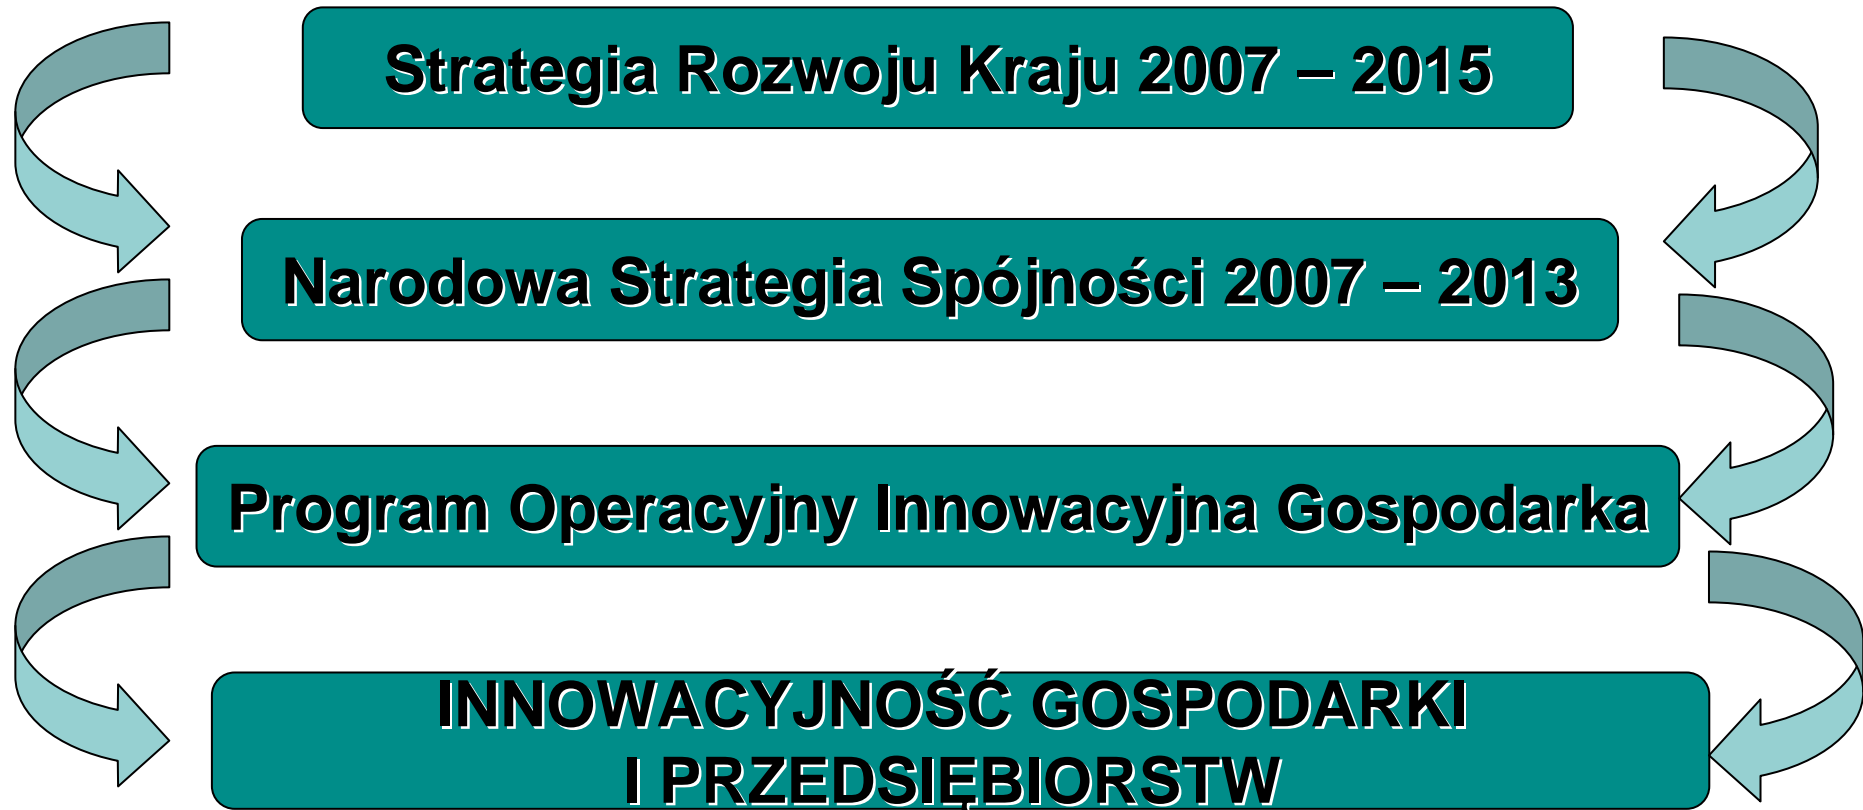 Strategia Rozwoju Kraju 2007 – 2015
Narodowa Strategia Spójności 2007 – 2013
Program Operacyjny Innowacyjna Gospodarka
INNOWACYJNOŚĆ GOSPODARKI
I PRZEDSIĘBIORSTW